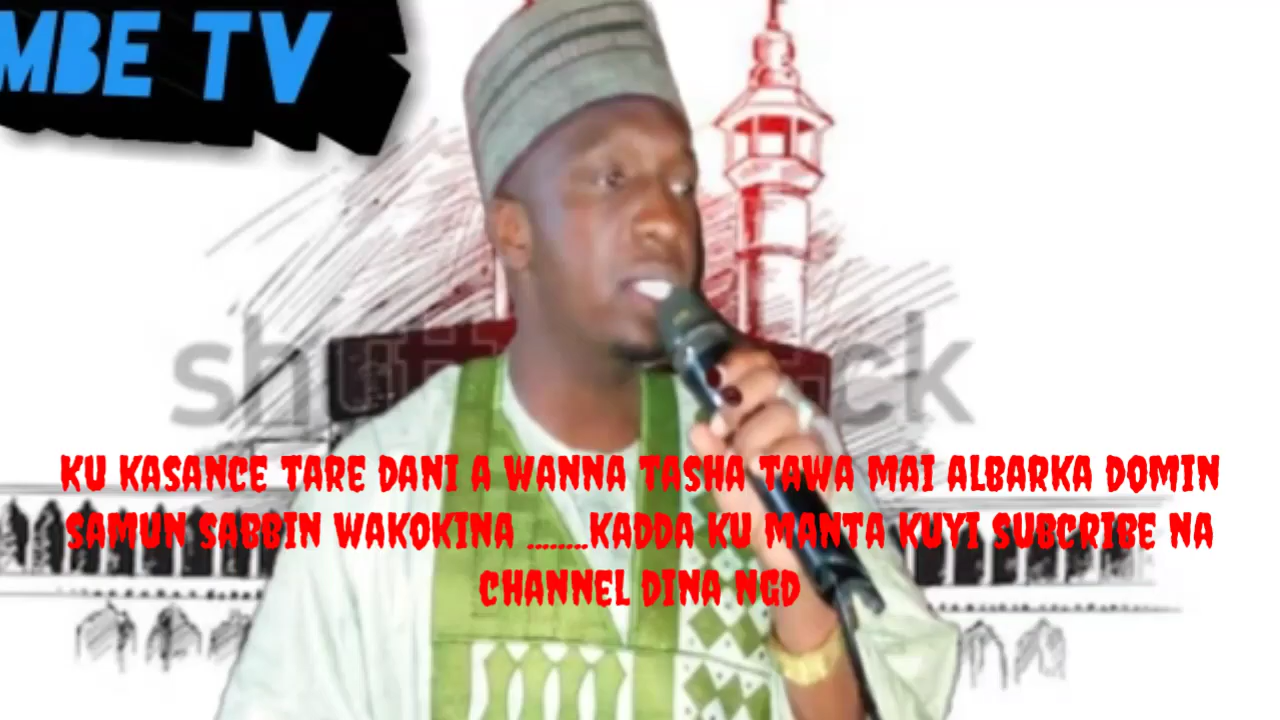 MBE TV
KU KASANCE TARE DANI A WANNA TASHA TAWA MAI ALBARKA DOMIN
SAMUN SABBIN WAKOKINA ........KADDA KU MANTA KUYI SUBCRIBE NA
CHANNEL DINA NGD